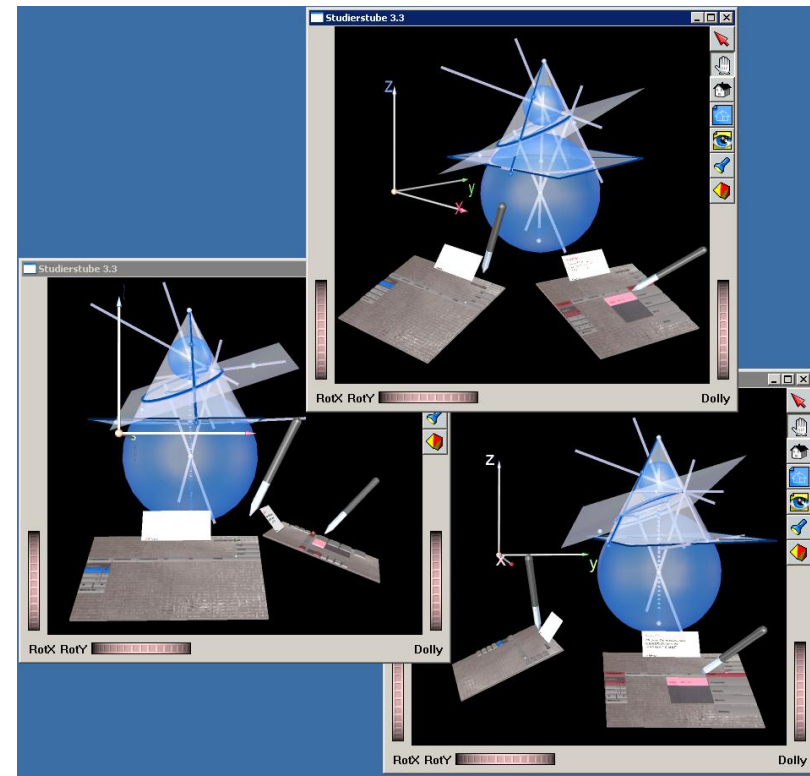 Studierstube 3.3
z
y
x
RotX RotY
Dolly
Studierstube 3.3
RotX RotY
Dolly
z
x
y
RotX RotY
Dolly